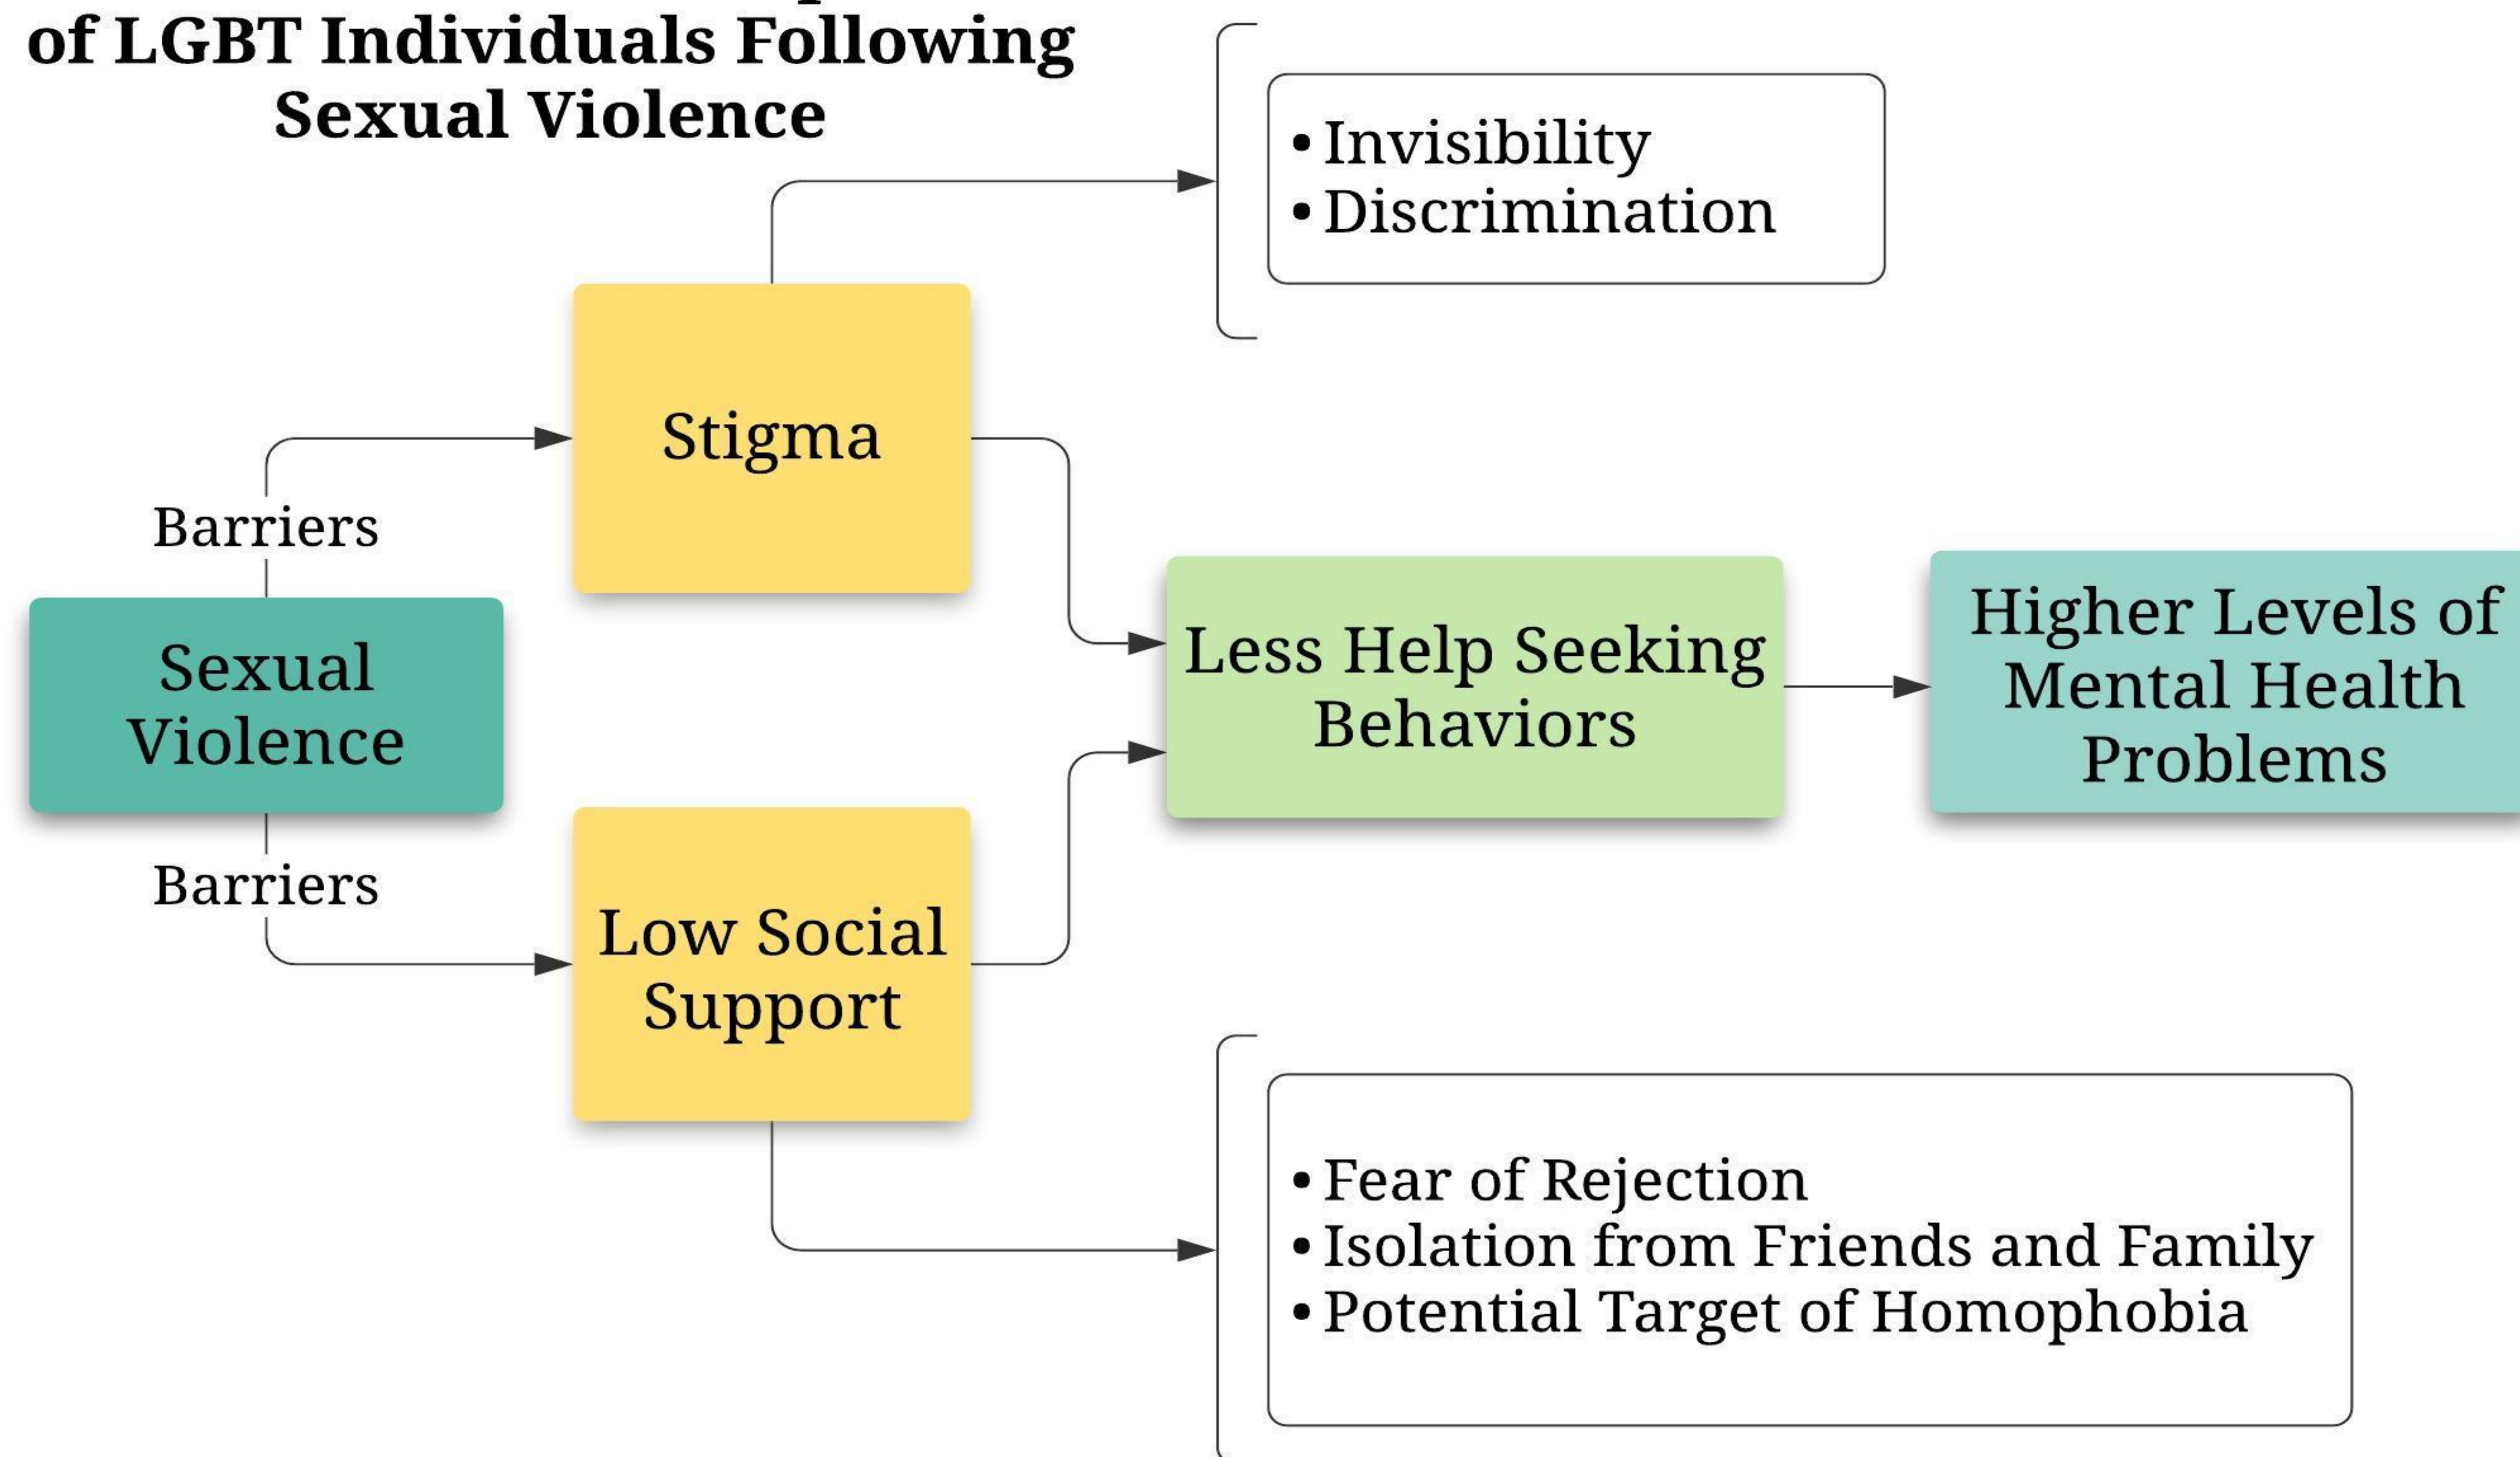 of LGBT Individuals Following
Sexual Violence
• Invisibility
• Discrimination
Stigma
Barriers
Sexual
Violence
Less Help Seeking
Behaviors
Higher Levels of
Mental Health
Problems
Barriers
Low Social
Support
• Fear of Rejection
• Isolation from Friends and Family
• Potential Target of Homophobia